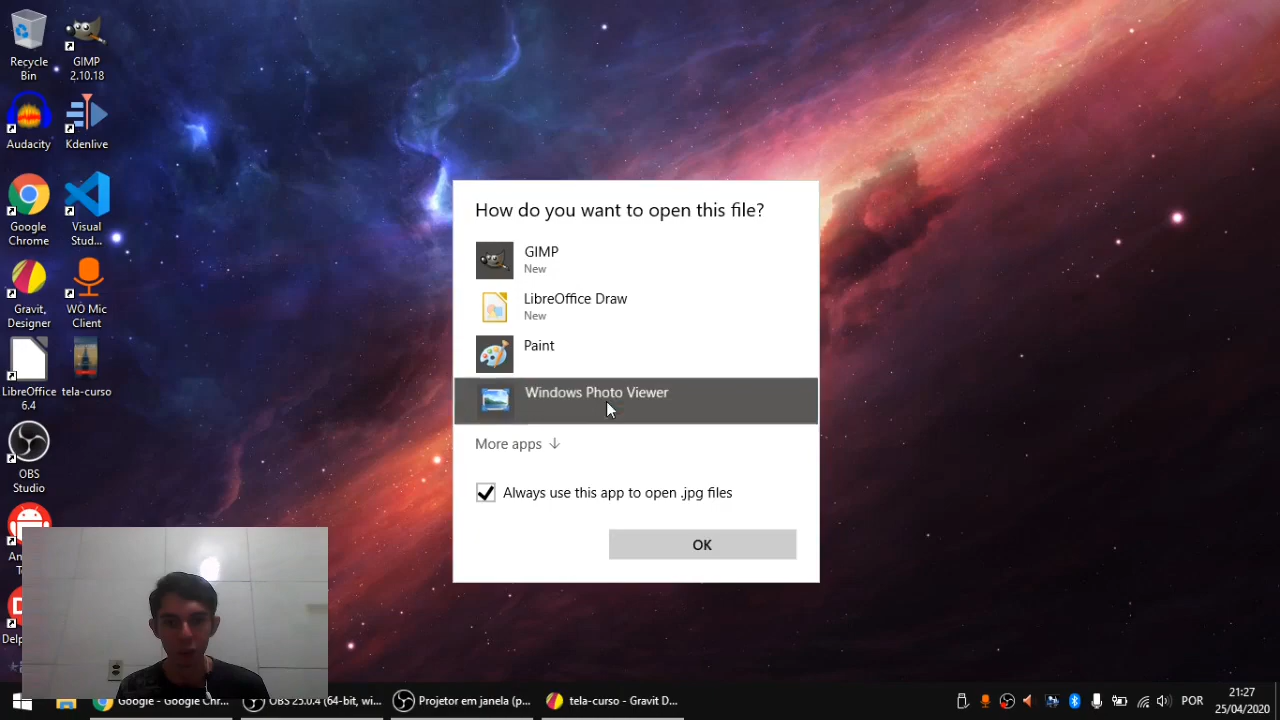 Recycle
Bin
GIMP
2.10.18
Audacity
Kdenlive
Google
Chrome
Visual
Stud...
Gravit,
Designer
WO Mic
Client
LibreOffice
6.4
tela-curso
OBS
Studio
How do you want to open this file?
GIMP
New
LibreOffice Draw
New
Paint
Windows Photo Viewer
More apps
Always use this app to open .jpg files
OK
Google - Google Chr...
OBS 25.0.4 (64-bit, wi...
Projetor em janela (p...
tela-curso - Gravit D...
POR
21:27
25/04/2020